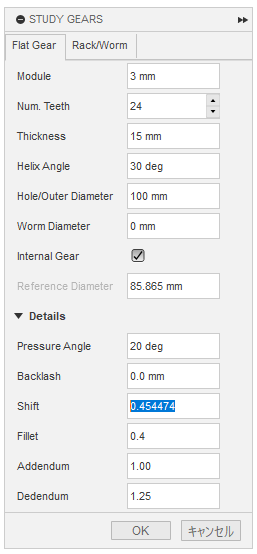 STUDY GEARS
Flat Gear Rack/Worm
Module 3 mm
Num. Teeth 24
Thickness 15 mm
Helix Angle 30 deg
Hole/Outer Diameter 100 mm
Worm Diameter 0 mm
Internal Gear
Reference Diameter 85.865 mm
Details
Pressure Angle 20 deg
Backlash 0.0 mm
Shift 0.454474
Fillet 0.4
Addendum 1.00
Dedendum 1.25
OK キャンセル